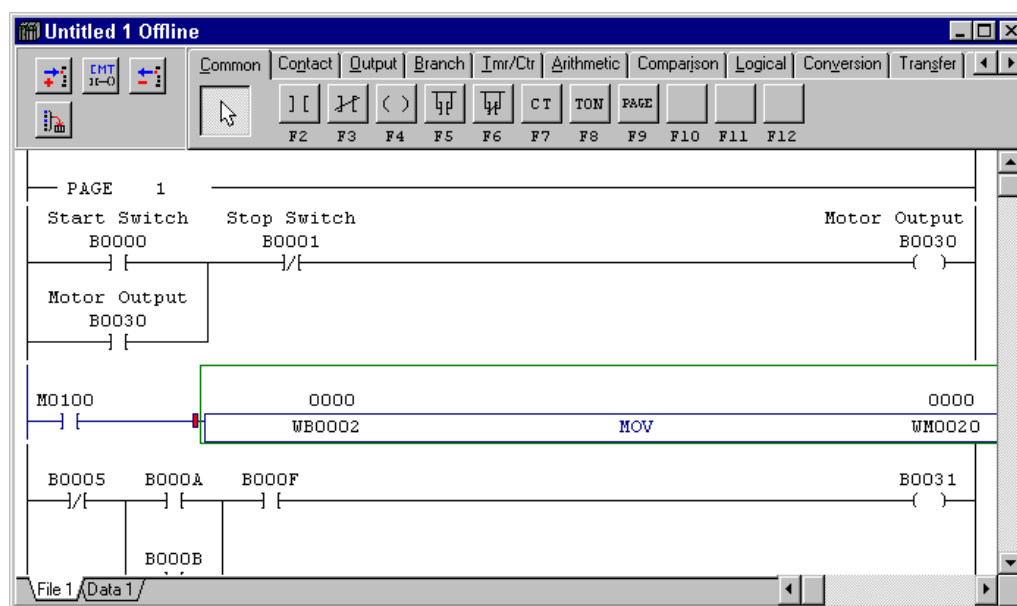 Untitled 1 Offline
CMT
Common Contact Output Branch Tmr/Ctr Arithmetic Comparison Logical Conversion Transfer
CT TON PAGE
F2 F3 F4 F5 F6 F7 F8 F9 F10 F11 F12
PAGE 1
Start Switch Stop Switch Motor Output
B0000 B0001 B0030
Motor Output
B0030
M0100 0000 0000
WB0002 MOV WM0020
B0005 B000A B000F B0031
B000B
File 1 Data 1